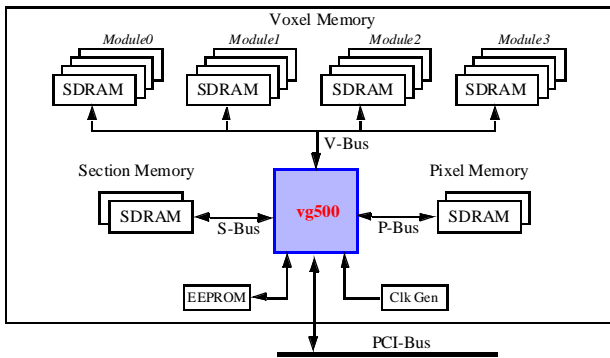 Voxel Memory
Module0 Module1 Module2 Module3
SDRAM SDRAM SDRAM SDRAM
V-Bus
Section Memory Pixel Memory
SDRAM vg500 SDRAM
S-Bus P-Bus
EEPROM Clk Gen
PCI-Bus